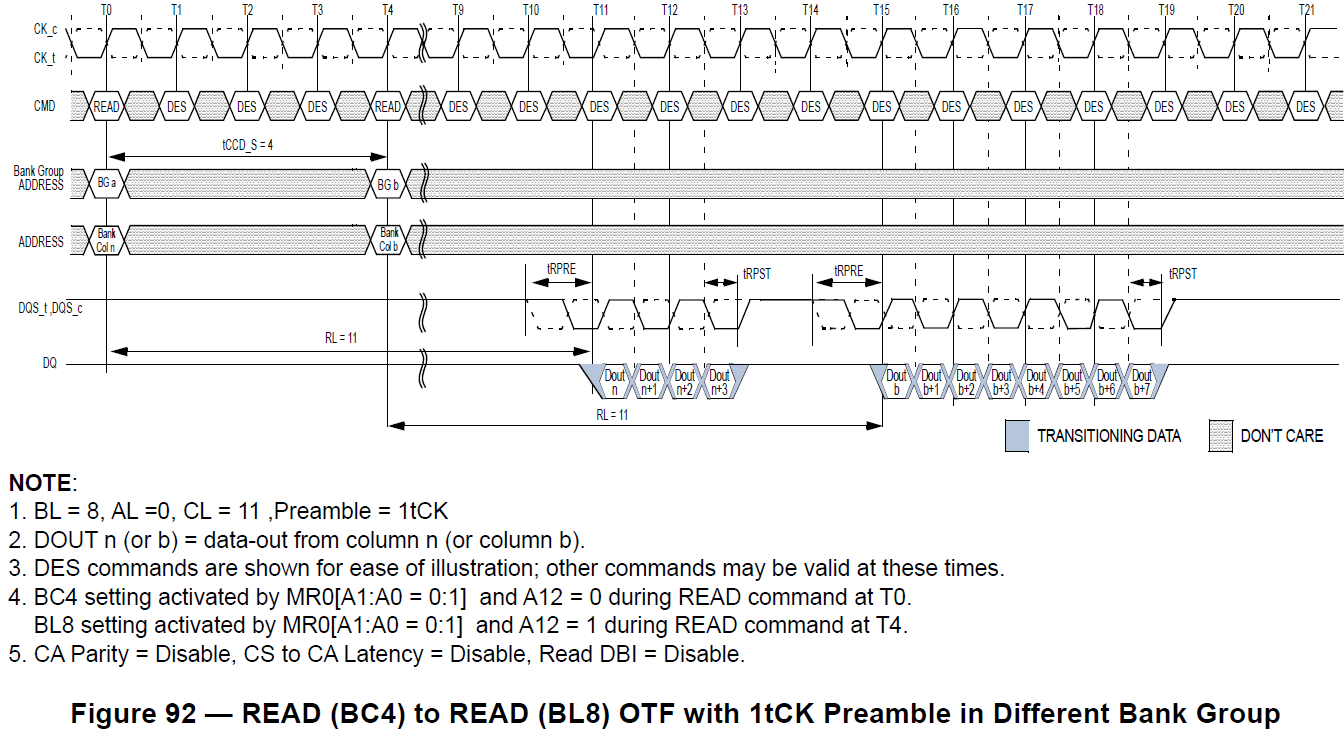 T0 T1 T2 T3 T4 T9 T10 T11 T12 T13 T14 T15 T16 T17 T18 T19 T20 T21
CK_c
CK_t
CMD READ DES DES DES READ DES DES DES DES DES DES DES DES DES DES DES DES DES
tCCD_S = 4
Bank Group
ADDRESS BG a BG b
ADDRESS Bank Col n Bank Col b
tRPRE tRPST tRPRE tRPST
DQS_t ,DQS_c
RL = 11
DQ Dout n Dout n+1 Dout n+2 Dout n+3 Dout b Dout b+1 Dout b+2 Dout b+3 Dout b+4 Dout b+5 Dout b+6 Dout b+7
RL = 11
TRANSITIONING DATA DON'T CARE
NOTE:
1. BL = 8, AL =0, CL = 11 ,Preamble = 1tCK
2. DOUT n (or b) = data-out from column n (or column b).
3. DES commands are shown for ease of illustration; other commands may be valid at these times.
4. BC4 setting activated by MR0[A1:A0 = 0:1] and A12 = 0 during READ command at T0.
BL8 setting activated by MR0[A1:A0 = 0:1] and A12 = 1 during READ command at T4.
5. CA Parity = Disable, CS to CA Latency = Disable, Read DBI = Disable.
Figure 92 — READ (BC4) to READ (BL8) OTF with 1tCK Preamble in Different Bank Group